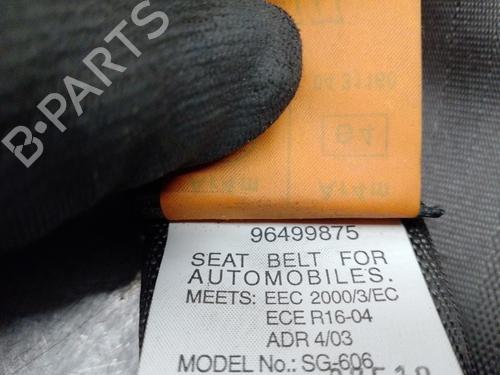 96499875
SEAT BELT FOR
AUTOMOBILES.
MEETS: EEC 2000/3/EC
ECE R16-04
ADR 4/03
MODEL No.: SG-606
B-Parts